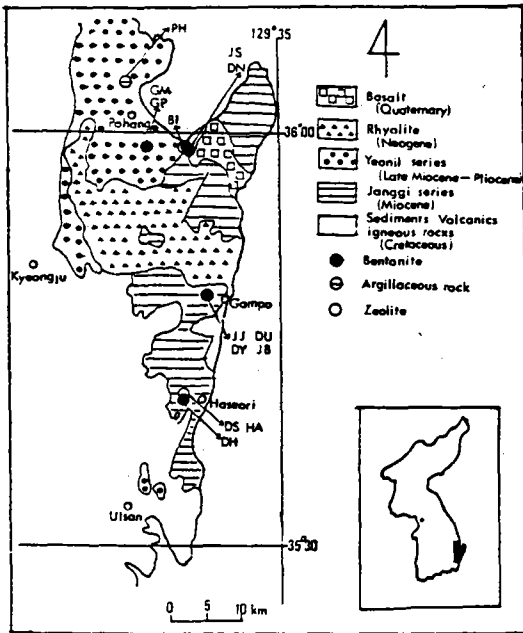 PH
129° 35
JS
DN
GM
GP
Pohang
BI
36°00
Kyeongju
Gampo
JJ DU
DY JB
Haseori
DS HA
DH
Ulsan
35°30
0 5 10 km
4
Basalt
(Quaternary)
Rhyolite
(Neogene)
Yeonil series
(Late Miocene-Pliocene)
Janggi series
(Miocene)
Sediments Volcanics
igneous rocks
(Cretaceous)
Bentonite
Argillaceous rock
Zeolite